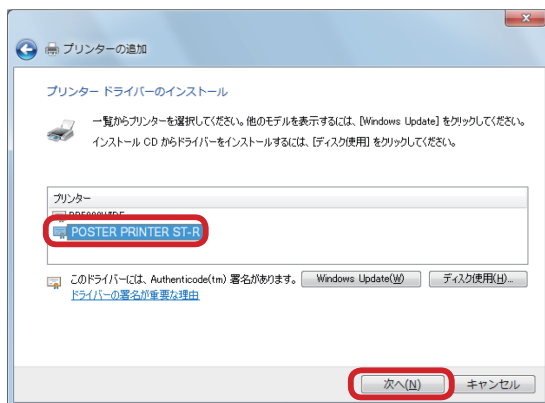 プリンターの追加
プリンター ドライバーのインストール
一覧からプリンターを選択してください。他のモデルを表示するには、[Windows Update] をクリックしてください。
インストール CD からドライバーをインストールするには、[ディスク使用] をクリックしてください。
プリンター
POSTER PRINTER ST-R
このドライバーには、Authenticode(tm) 署名があります。 Windows Update(W) ディスク使用(H)...
ドライバーの署名が重要な理由
次へ(N) キャンセル